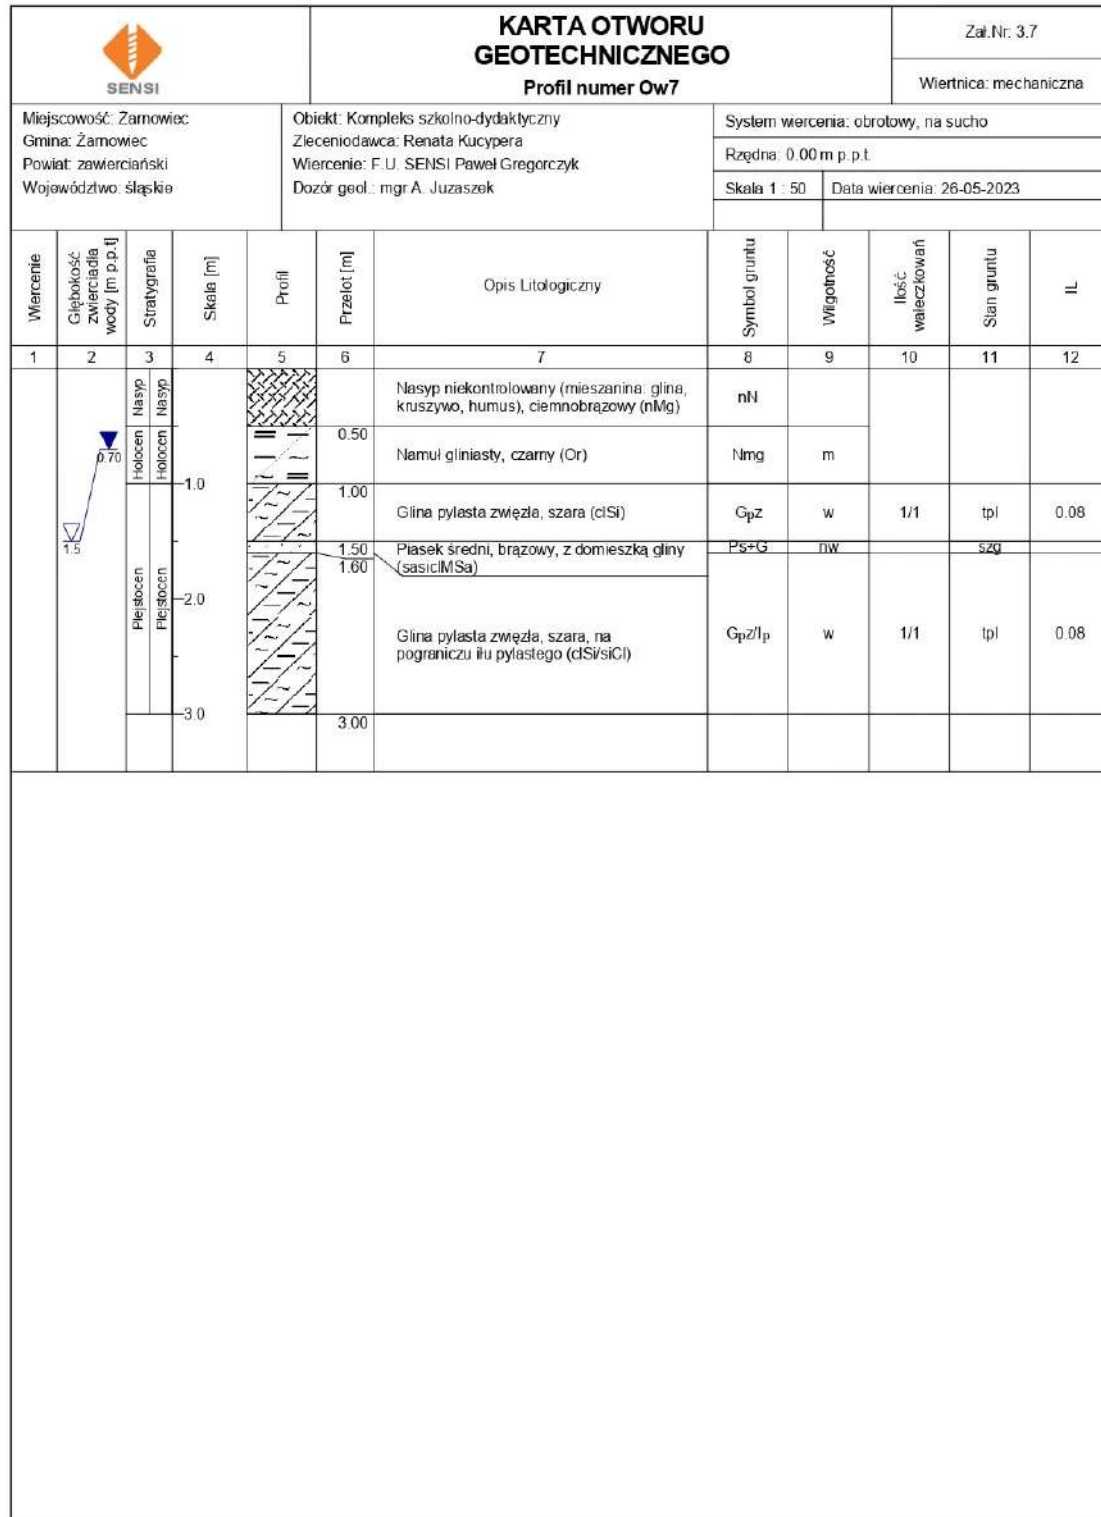 SENSI
KARTA OTWORU
GEOTECHNICZNEGO
Profil numer Ow7
Zał.Nr: 3.7
Wiertnica: mechaniczna
Miejscowość: Żarnowiec
Gmina: Żarnowiec
Powiat: zawierciański
Województwo: śląskie
Obiekt: Kompleks szkolno-dydaktyczny
Zleceniodawca: Renata Kucypera
Wiercenie: F.U. SENSI Paweł Gregorczyk
Dozór geol.: mgr A. Juzaszek
System wiercenia: obrotowy, na sucho
Rzędna: 0.00 m p.p.t.
Skala 1 : 50
Data wiercenia: 26-05-2023
Wiercenie
Głębokość
zwierciadła
wody [m p.p.t]
Stratygrafia
Skala [m]
Profil
Przelot [m]
Opis Litologiczny
Symbol gruntu
Wilgotność
Ilość
wałeczkowań
Stan gruntu
IL
1 2 3 4 5 6 7 8 9 10 11 12
Nasyp Nasyp
Nasyp niekontrolowany (mieszanina: glina,
kruszywo, humus), ciemnobrązowy (nMg)
nN
0.50
0.70
Holocen Holocen
Namuł gliniasty, czarny (Or)
Nmg m
1.0
1.00
Glina pylasta zwięzła, szara (clSi)
Gpz w 1/1 tpl 0.08
1.5
1.50
Piasek średni, brązowy, z domieszką gliny
(sasiclMSa)
Ps+G nw szg
1.60
Plejstocen Plejstocen
2.0
Glina pylasta zwięzła, szara, na
pograniczu iłu pylastego (clSi/siCl)
Gpz/Ip w 1/1 tpl 0.08
3.0
3.00